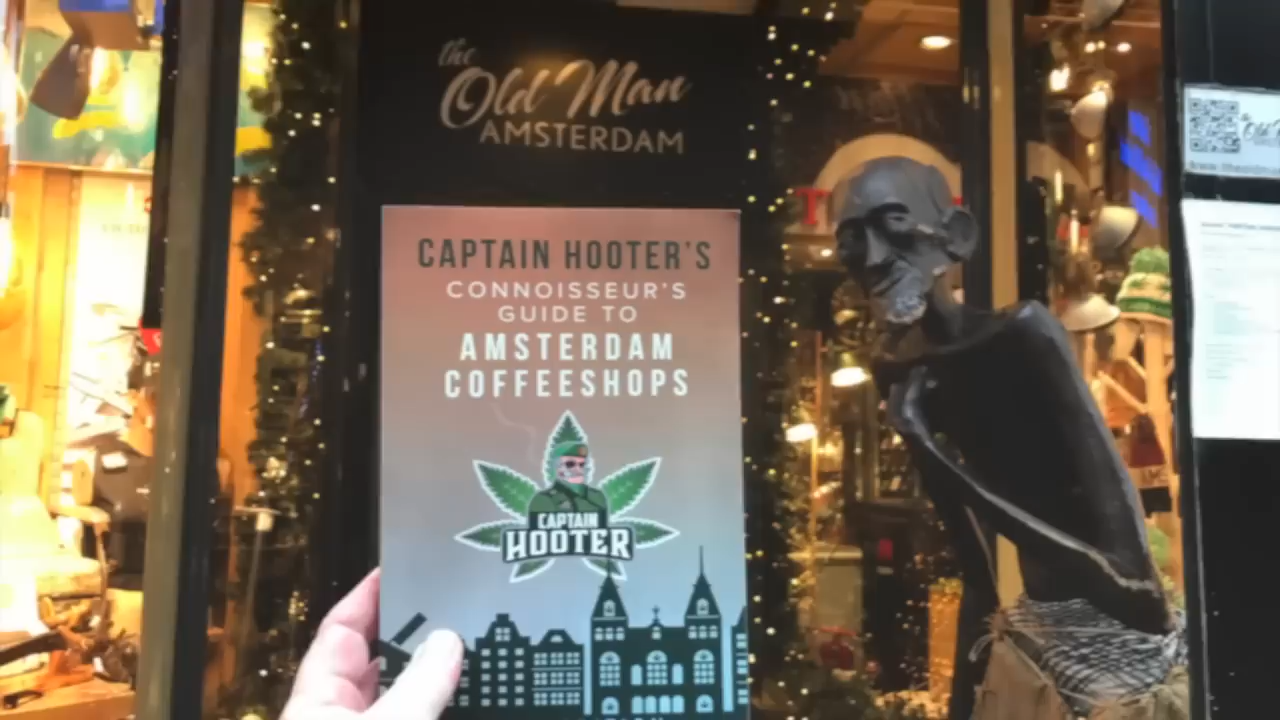 the
Old Man
AMSTERDAM
CAPTAIN HOOTER'S
CONNOISSEUR'S
GUIDE TO
AMSTERDAM
COFFEESHOPS
CAPTAIN
HOOTER